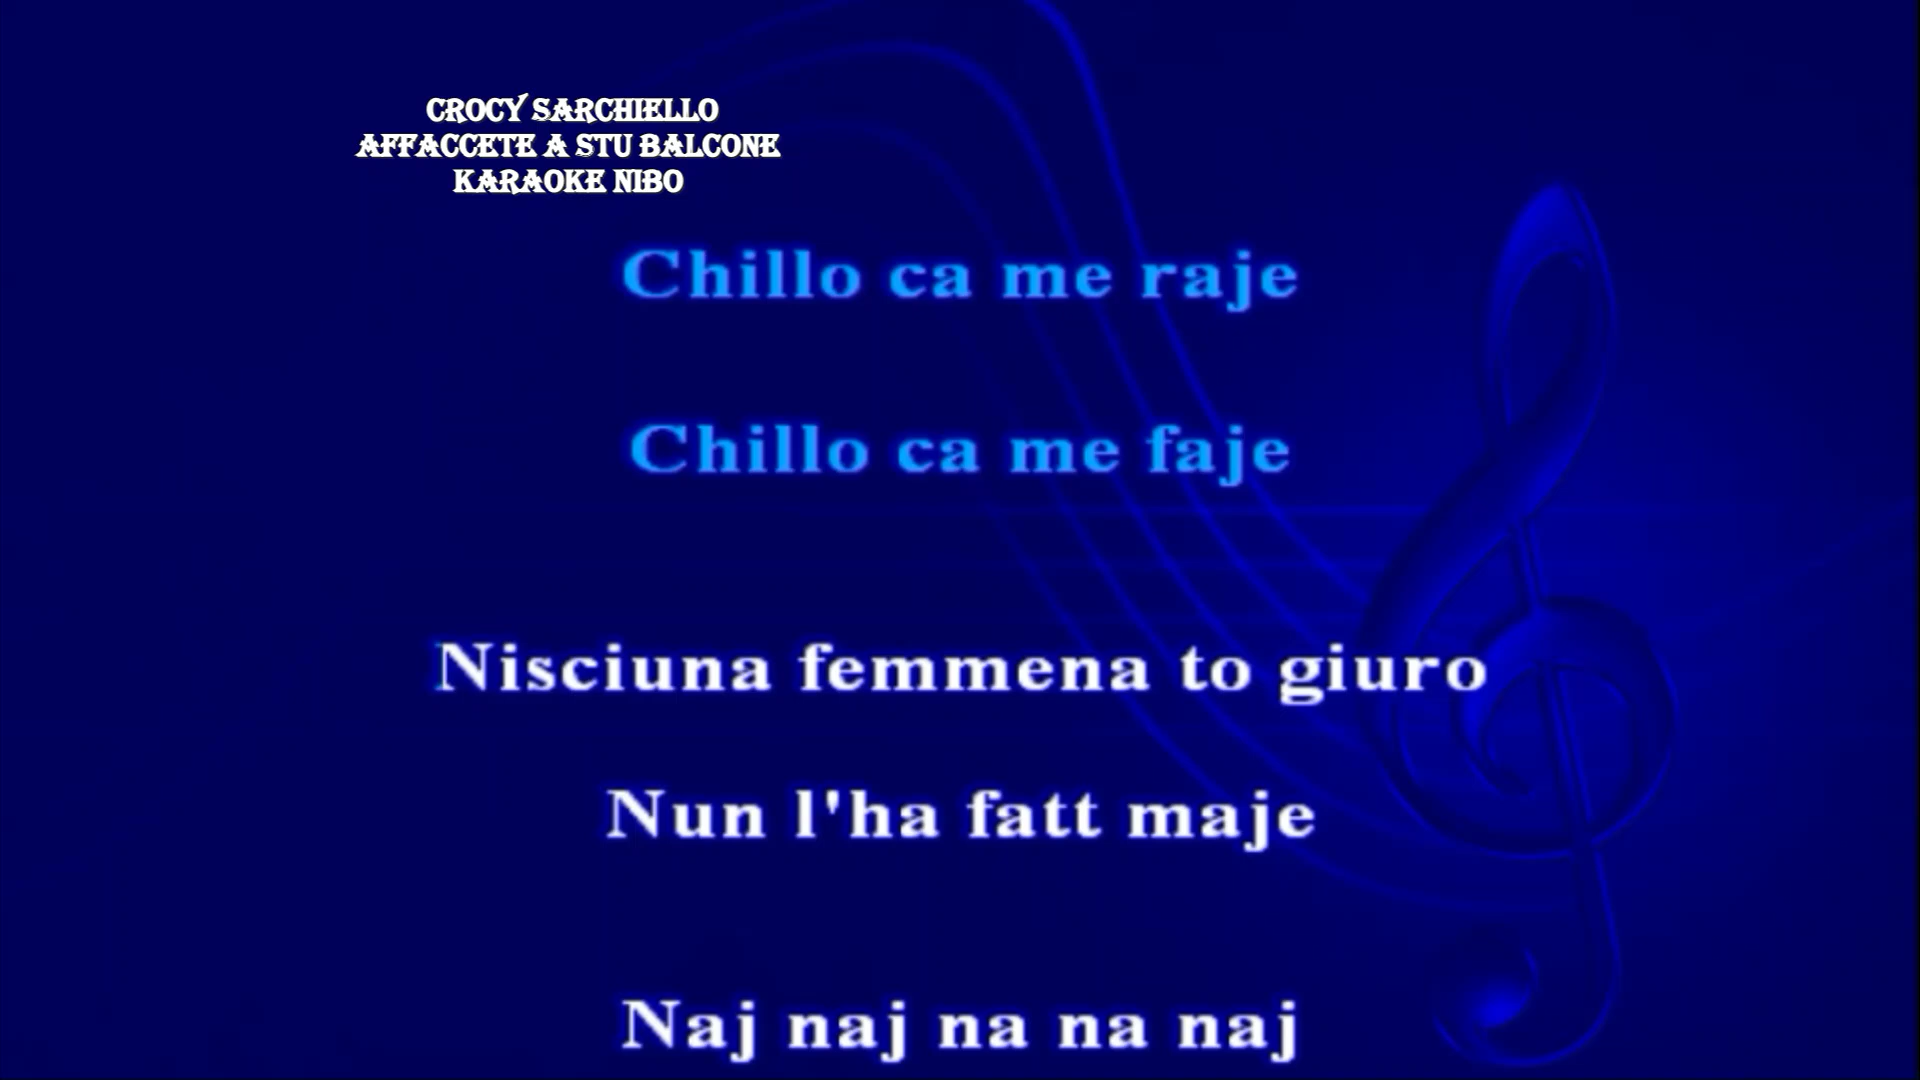 CROCY SARCHIELLO
AFFACCETE A STU BALCONE
KARAOKE NIBO
Chillo ca me raje
Chillo ca me faje
Nisciuna femmena to giuro
Nun l'ha fatt maje
Naj naj na na naj